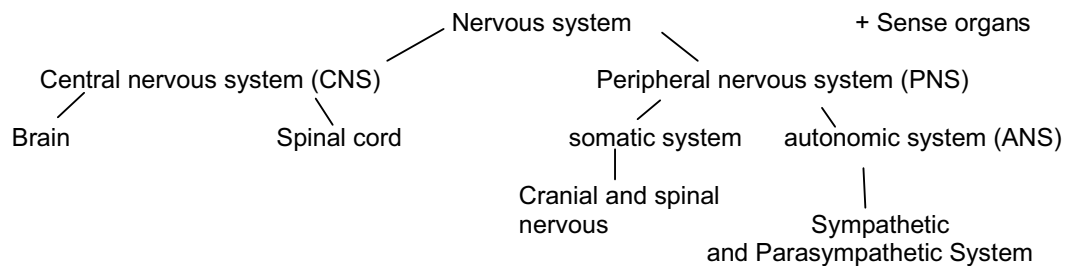 Nervous system + Sense organs
Central nervous system (CNS) Peripheral nervous system (PNS)
Brain Spinal cord somatic system autonomic system (ANS)
Cranial and spinal
nervous
Sympathetic
and Parasympathetic System